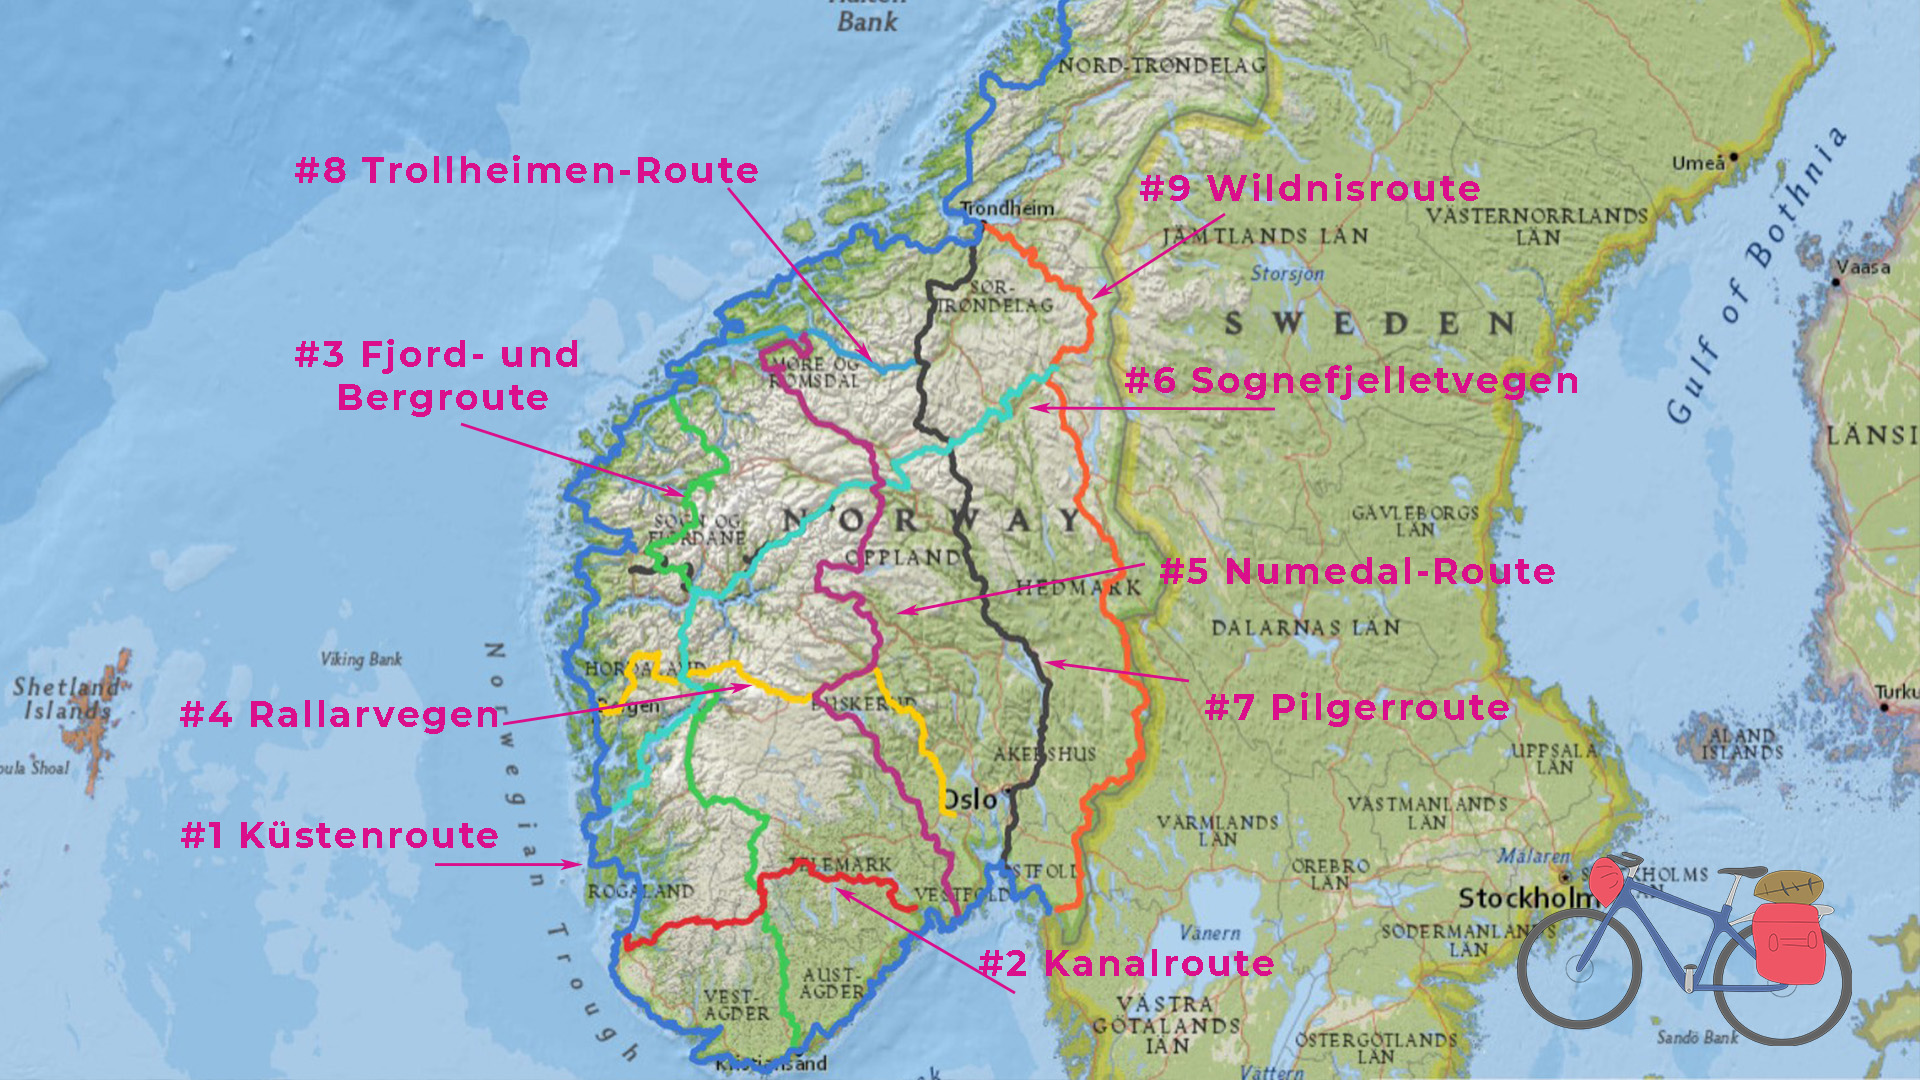 Bank
NORD-TRØNDELAG
Umeå
#8 Trollheimen-Route
#9 Wildnisroute
Trondheim
VÄSTERNORRLANDS
LÄN
JÄMTLANDS LÄN
Gulf of Bothnia
Storsjon
Vaasa
SØR-
TRØNDELAG
SWEDEN
#3 Fjord- und
Bergroute
MØRE OG
ROMSDAL
#6 Sognefjelletvegen
LÄNSI
SOGN OG
FJORDANE
NORWAY
GÄVLEBORGS
LÄN
OPPLAND
#5 Numedal-Route
HEDMARK
DALARNAS LÄN
Norwegian Trough
Viking Bank
HORDALAND
Shetland
Islands
Turku
#4 Rallarvegen
BUSKERUD
#7 Pilgerroute
ÅLAND
ISLANDS
AKERSHUS
UPPSALA
LÄN
oula Shoal
Oslo
VÄSTMANLANDS
LÄN
#1 Küstenroute
VÄRMLANDS
LÄN
TELEMARK
ÖREBRO
LÄN
Mälaren
ROGALAND
VESTFOLD
Stockholm
Vänern
SÖDERMANLANDS
LÄN
#2 Kanalroute
AUST-
AGDER
VEST-
AGDER
VÄSTRA
GÖTALANDS
LÄN
ÖSTERGÖTLANDS
LÄN
Sandö Bank
Kristiansand
Vättern